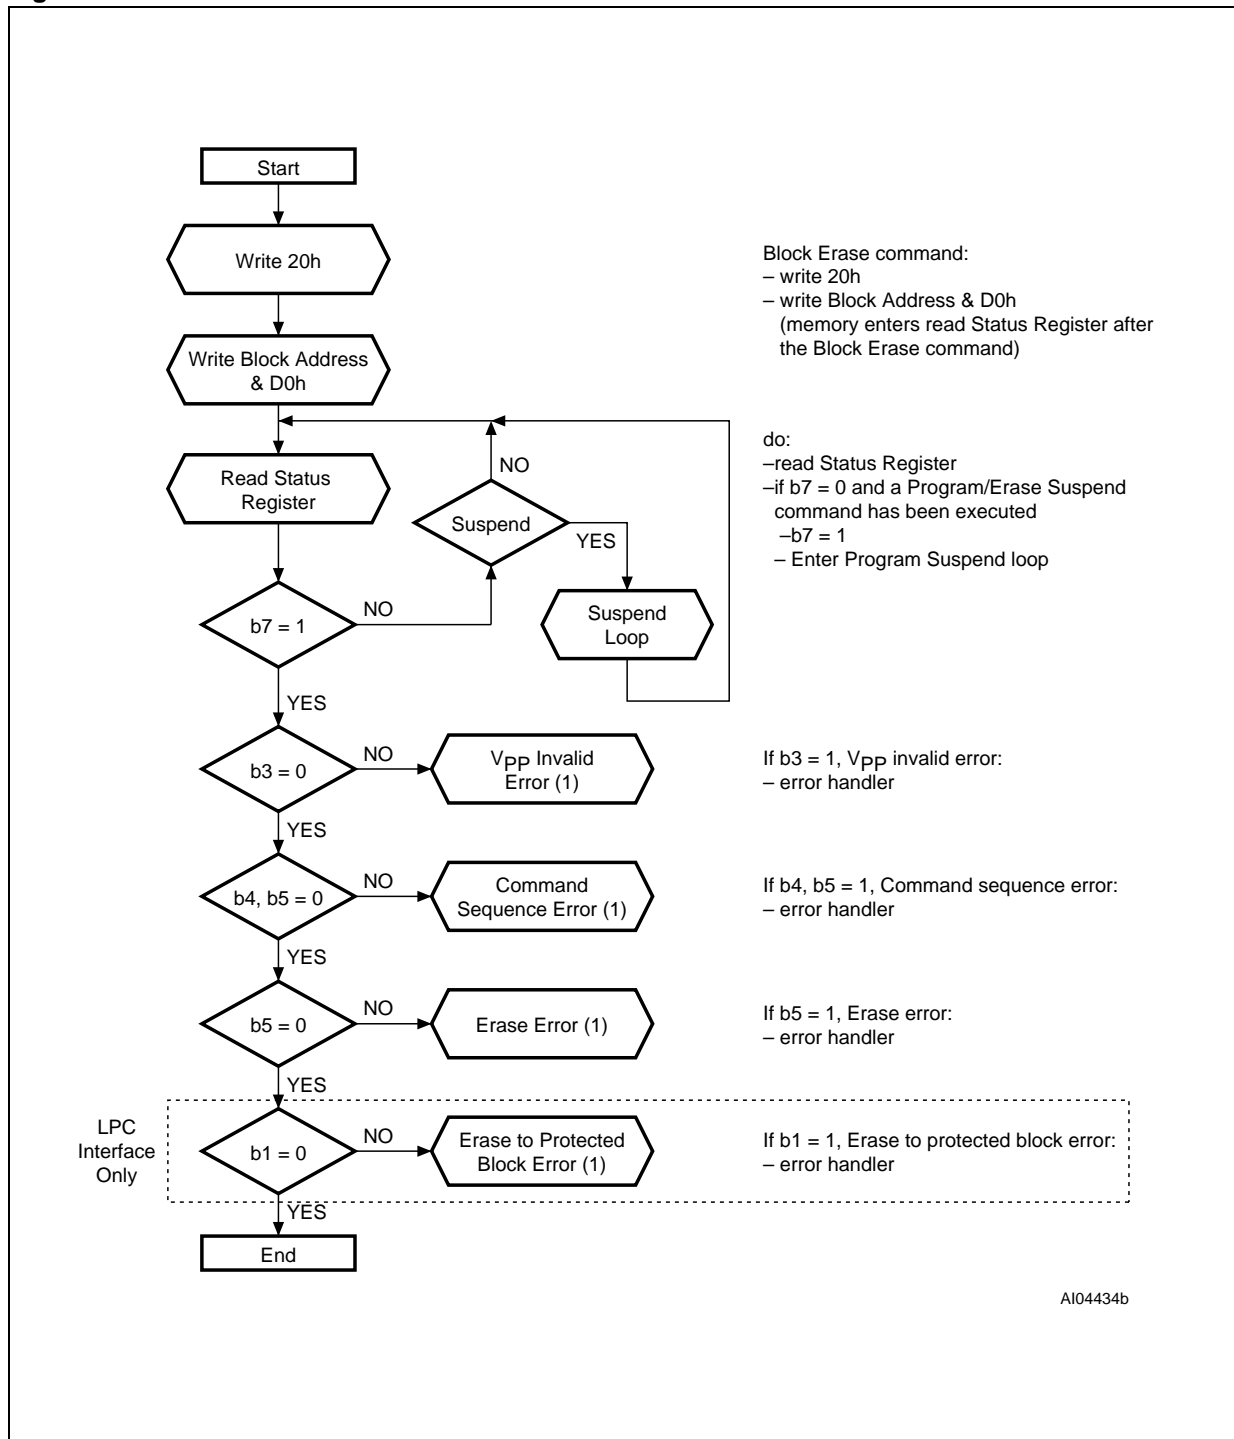 Start
Write 20h
Block Erase command:
– write 20h
– write Block Address & D0h
(memory enters read Status Register after
the Block Erase command)
Write Block Address
& D0h
do:
–read Status Register
–if b7 = 0 and a Program/Erase Suspend
command has been executed
–b7 = 1
– Enter Program Suspend loop
Read Status
Register
NO
Suspend
YES
Suspend
Loop
b7 = 1
NO
YES
b3 = 0
NO
VPP Invalid
Error (1)
If b3 = 1, VPP invalid error:
– error handler
YES
b4, b5 = 0
NO
Command
Sequence Error (1)
If b4, b5 = 1, Command sequence error:
– error handler
YES
b5 = 0
NO
Erase Error (1)
If b5 = 1, Erase error:
– error handler
YES
LPC
Interface
Only
b1 = 0
NO
Erase to Protected
Block Error (1)
If b1 = 1, Erase to protected block error:
– error handler
YES
End
AI04434b